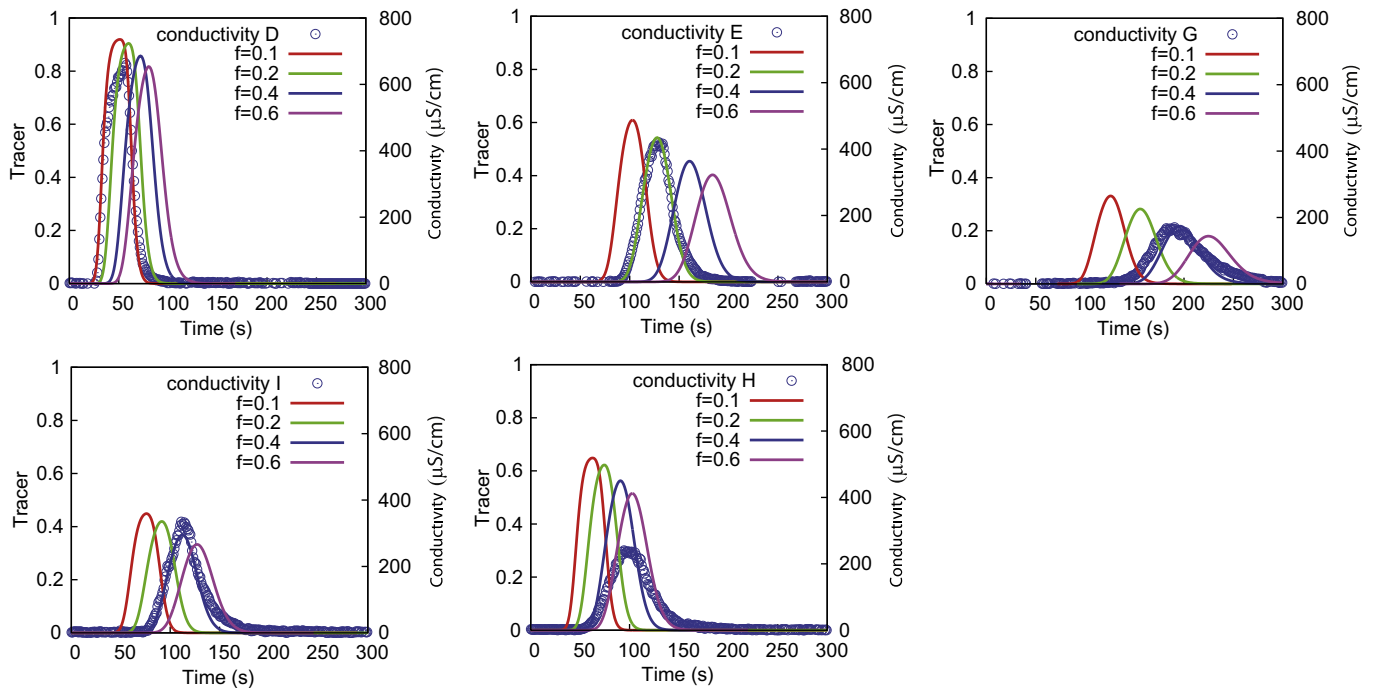 conductivity D
f=0.1
f=0.2
f=0.4
f=0.6
1
0.8
0.6
0.4
0.2
0
Tracer
0 50 100 150 200 250 300
Time (s)
800
600
400
200
0
Conductivity (μS/cm)
conductivity E
f=0.1
f=0.2
f=0.4
f=0.6
1
0.8
0.6
0.4
0.2
0
Tracer
0 50 100 150 200 250 300
Time (s)
800
600
400
200
0
Conductivity (μS/cm)
conductivity G
f=0.1
f=0.2
f=0.4
f=0.6
1
0.8
0.6
0.4
0.2
0
Tracer
0 50 100 150 200 250 300
Time (s)
800
600
400
200
0
Conductivity (μS/cm)
conductivity I
f=0.1
f=0.2
f=0.4
f=0.6
1
0.8
0.6
0.4
0.2
0
Tracer
0 50 100 150 200 250 300
Time (s)
800
600
400
200
0
Conductivity (μS/cm)
conductivity H
f=0.1
f=0.2
f=0.4
f=0.6
1
0.8
0.6
0.4
0.2
0
Tracer
0 50 100 150 200 250 300
Time (s)
800
600
400
200
0
Conductivity (μS/cm)